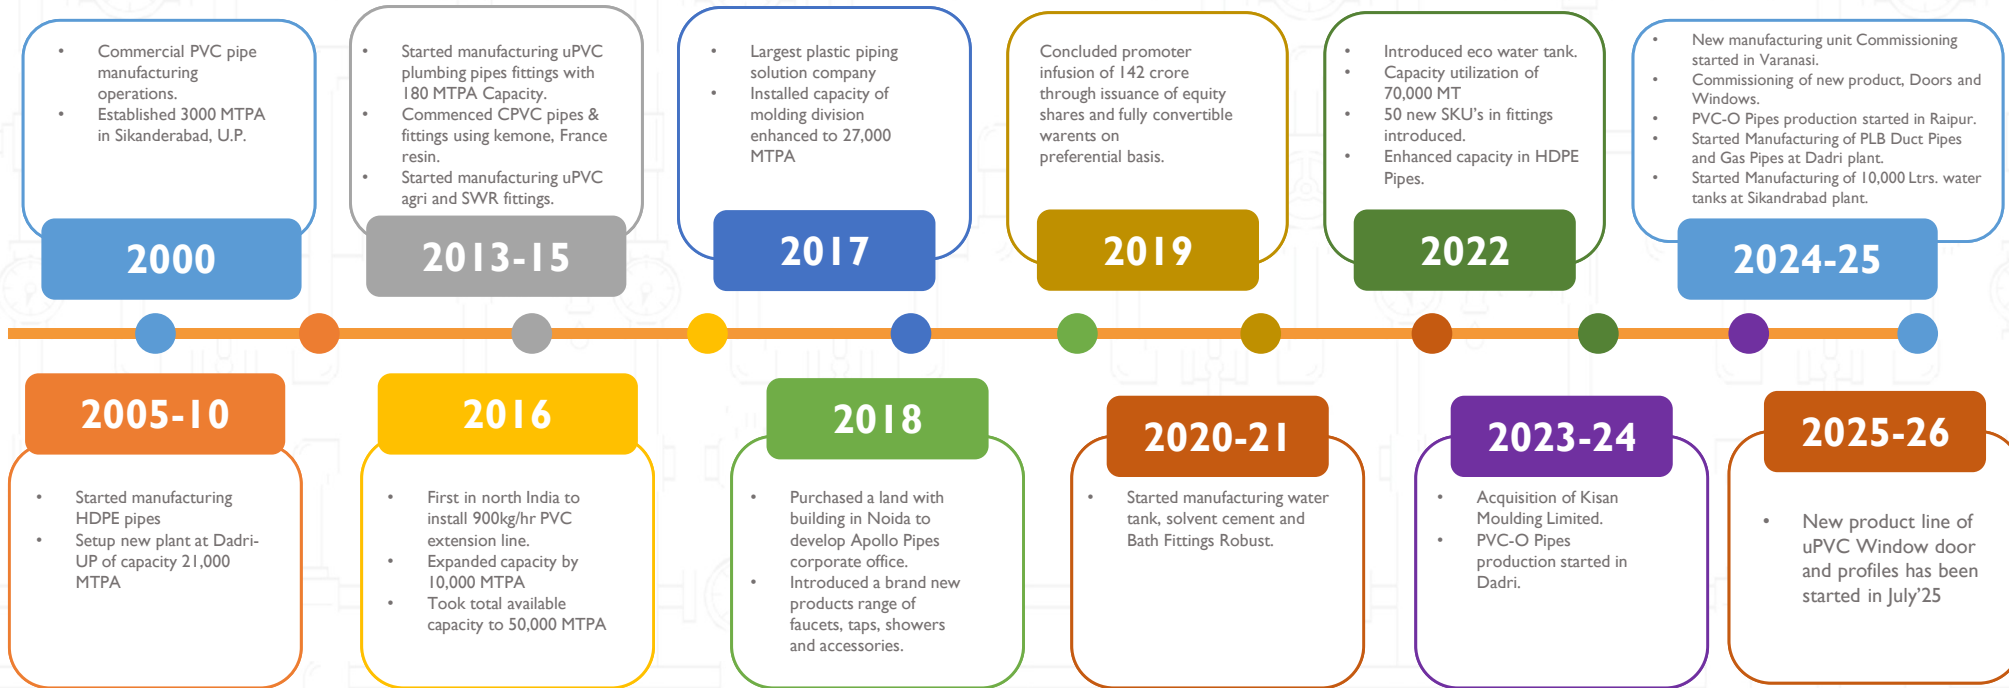 • Commercial PVC pipe
manufacturing
operations.
• Established 3000 MTPA
in Sikanderabad, U.P.
2000
• Started manufacturing uPVC
plumbing pipes fittings with
180 MTPA Capacity.
• Commenced CPVC pipes &
fittings using kemone, France
resin.
• Started manufacturing uPVC
agri and SWR fittings.
2013-15
• Largest plastic piping
solution company
• Installed capacity of
molding division
enhanced to 27,000
MTPA
2017
Concluded promoter
infusion of 142 crore
through issuance of equity
shares and fully convertible
warents on
preferential basis.
2019
• Introduced eco water tank.
• Capacity utilization of
70,000 MT
• 50 new SKU's in fittings
introduced.
• Enhanced capacity in HDPE
Pipes.
2022
• New manufacturing unit Commissioning
started in Varanasi.
• Commissioning of new product, Doors and
Windows.
• PVC-O Pipes production started in Raipur.
• Started Manufacturing of PLB Duct Pipes
and Gas Pipes at Dadri plant.
• Started Manufacturing of 10,000 Ltrs. water
tanks at Sikandrabad plant.
2024-25
2005-10
• Started manufacturing
HDPE pipes
• Setup new plant at Dadri-
UP of capacity 21,000
MTPA
2016
• First in north India to
install 900kg/hr PVC
extension line.
• Expanded capacity by
10,000 MTPA
• Took total available
capacity to 50,000 MTPA
2018
• Purchased a land with
building in Noida to
develop Apollo Pipes
corporate office.
• Introduced a brand new
products range of
faucets, taps, showers
and accessories.
2020-21
• Started manufacturing water
tank, solvent cement and
Bath Fittings Robust.
2023-24
• Acquisition of Kisan
Moulding Limited.
• PVC-O Pipes
production started in
Dadri.
2025-26
• New product line of
uPVC Window door
and profiles has been
started in July'25